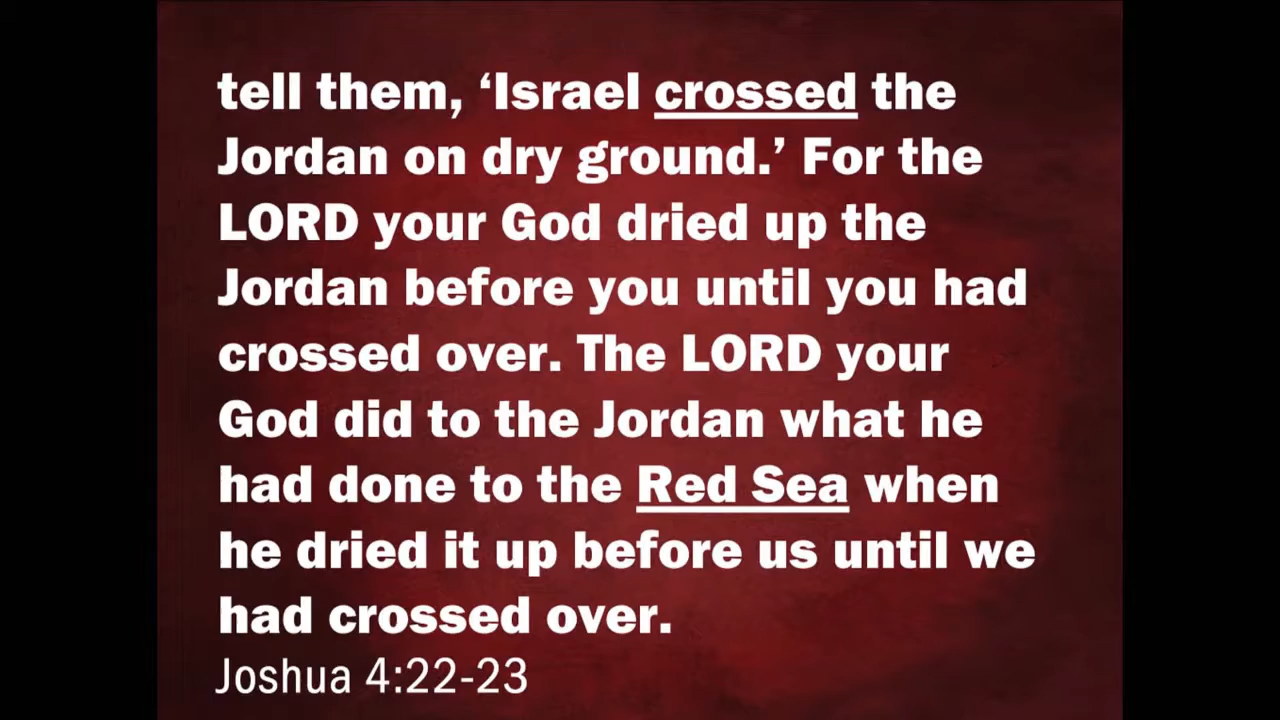 tell them, ‘Israel crossed the
Jordan on dry ground.’ For the
LORD your God dried up the
Jordan before you until you had
crossed over. The LORD your
God did to the Jordan what he
had done to the Red Sea when
he dried it up before us until we
had crossed over.
Joshua 4:22-23